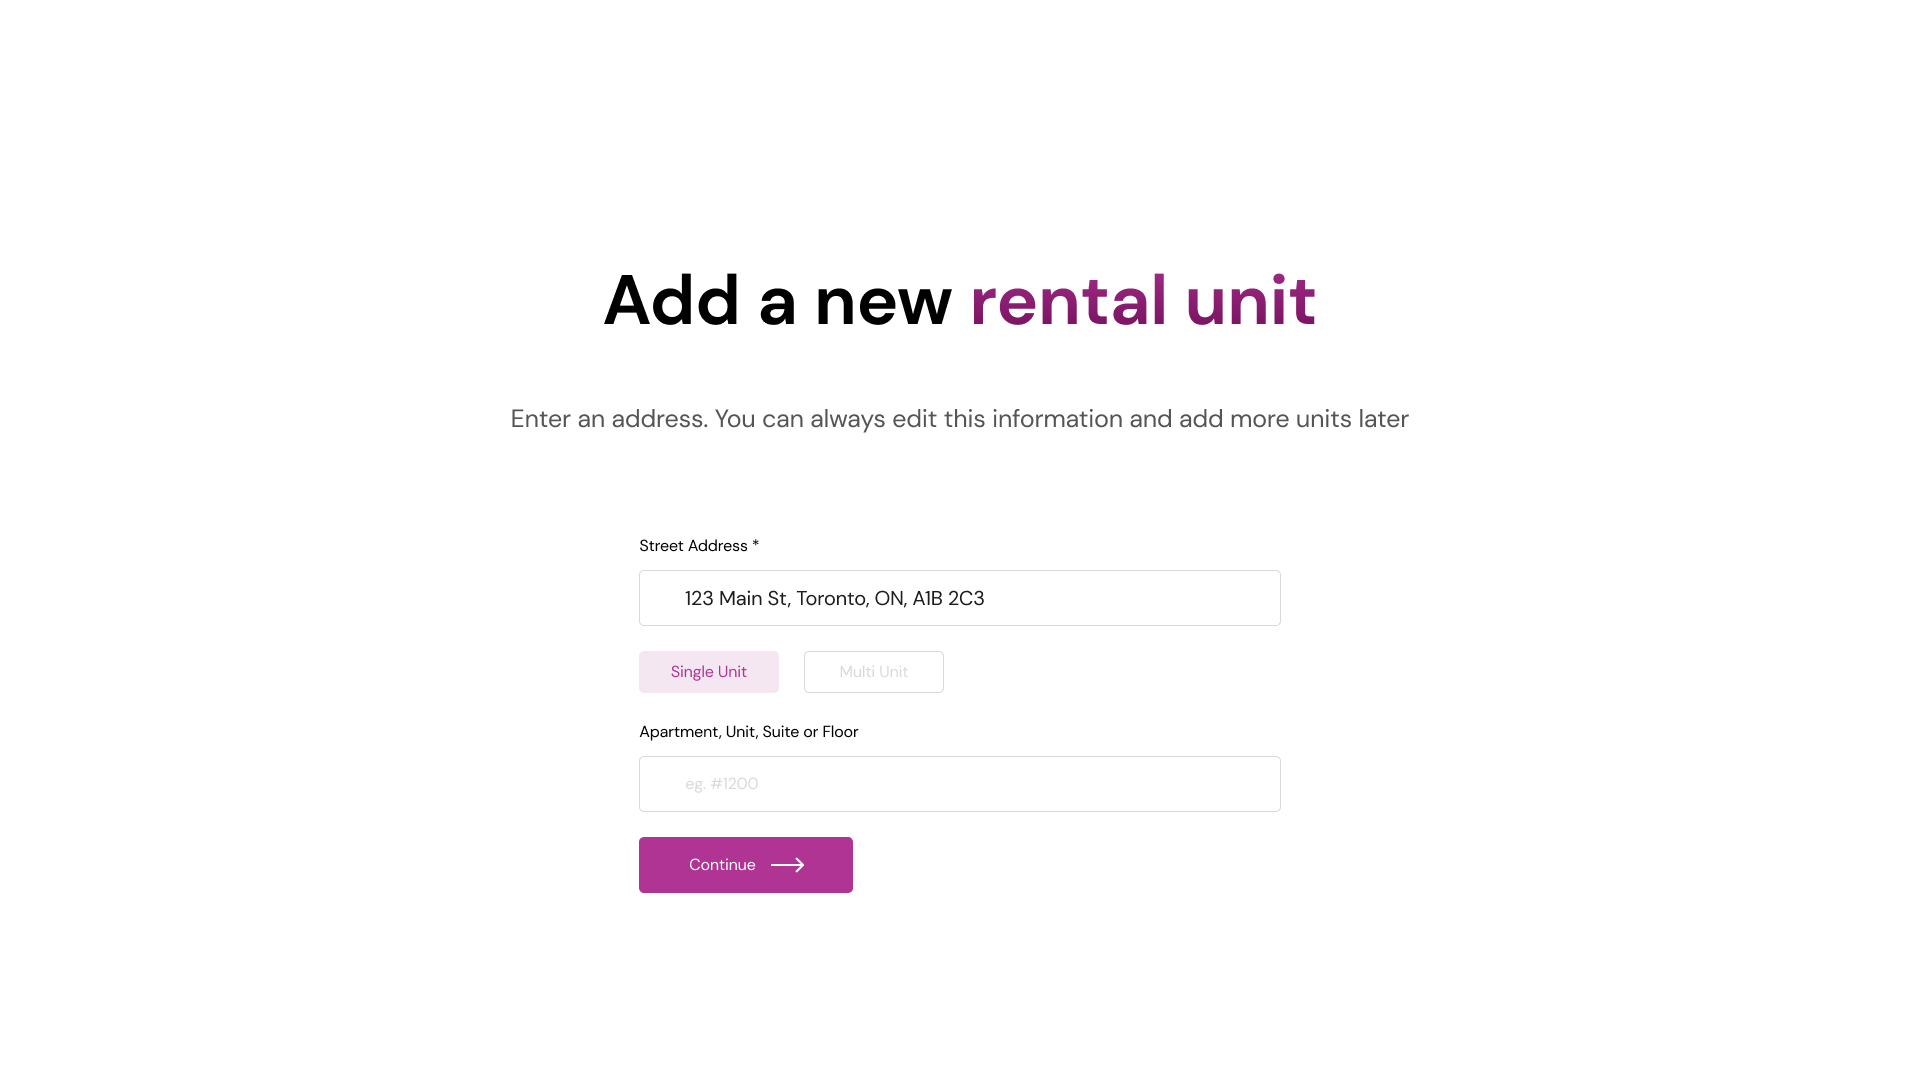 Add a new rental unit
Enter an address. You can always edit this information and add more units later
Street Address *
123 Main St, Toronto, ON, A1B 2C3
Single Unit
Multi Unit
Apartment, Unit, Suite or Floor
eg. #1200
Continue